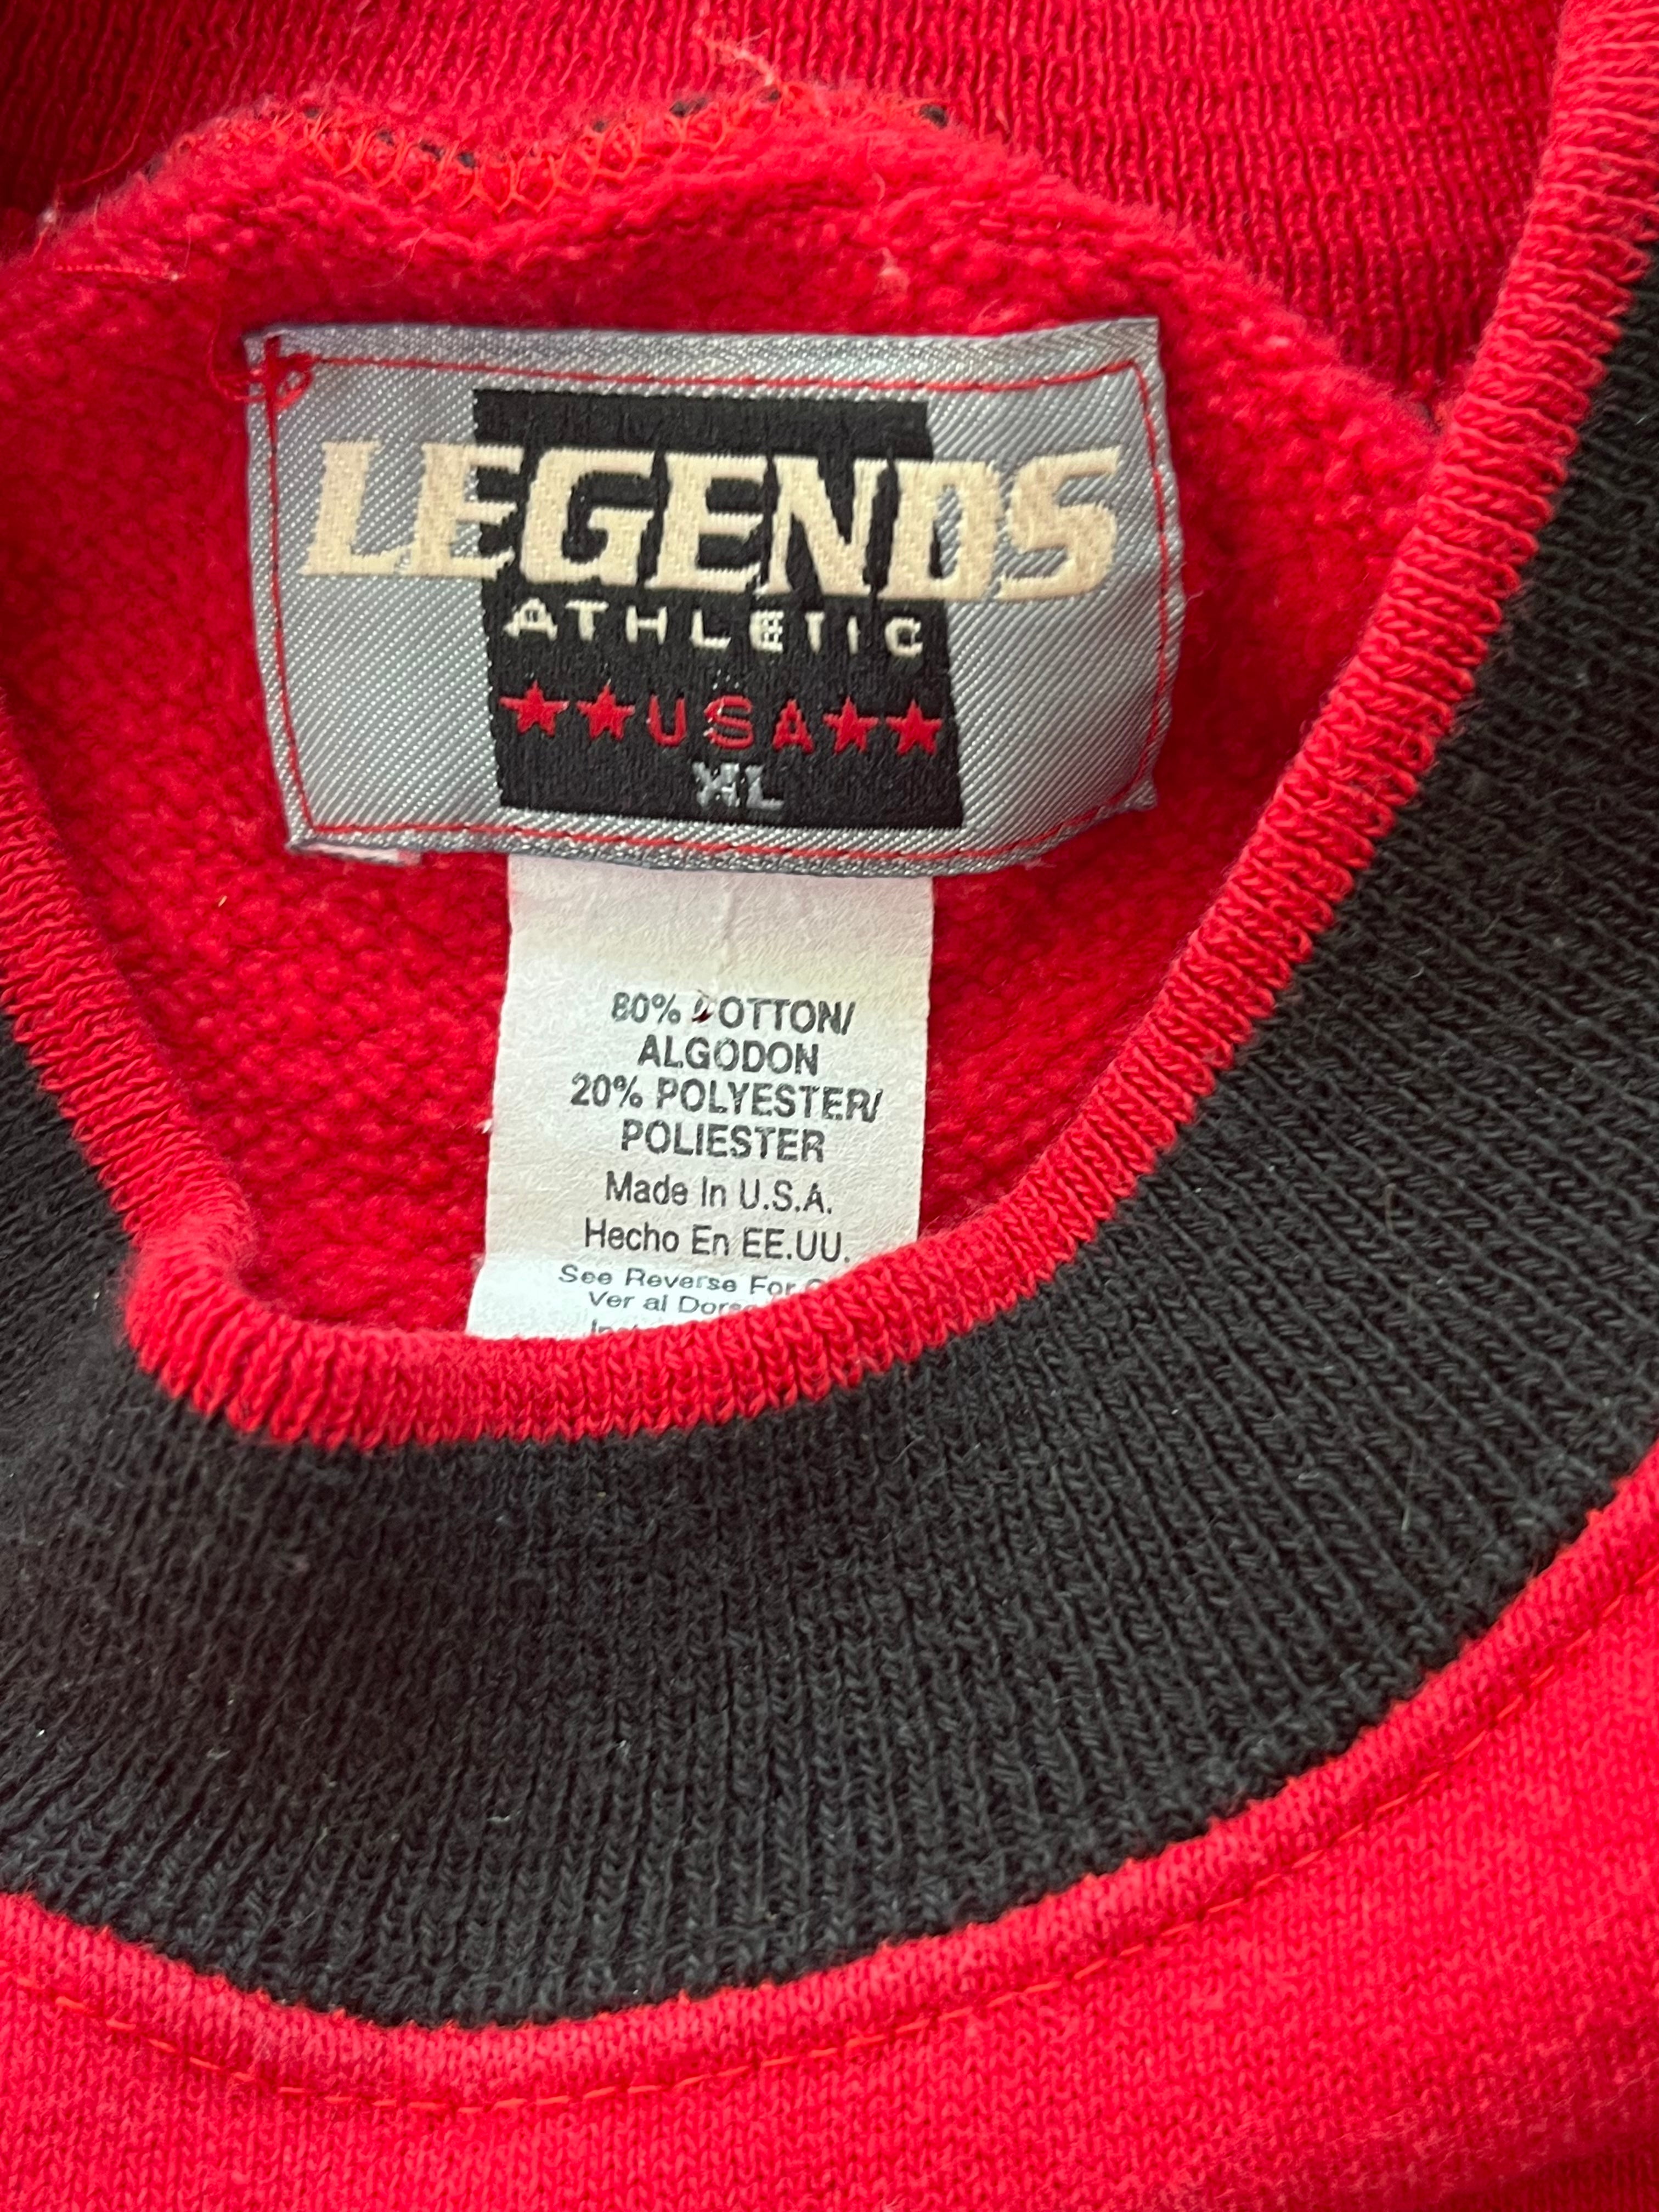 LEGENDS
ATHLETIC
★★USA★★
XL
80% COTTON/
ALGODON
20% POLYESTER/
POLIESTER
Made In U.S.A.
Hecho En EE.UU.
See Reverse For
Ver al